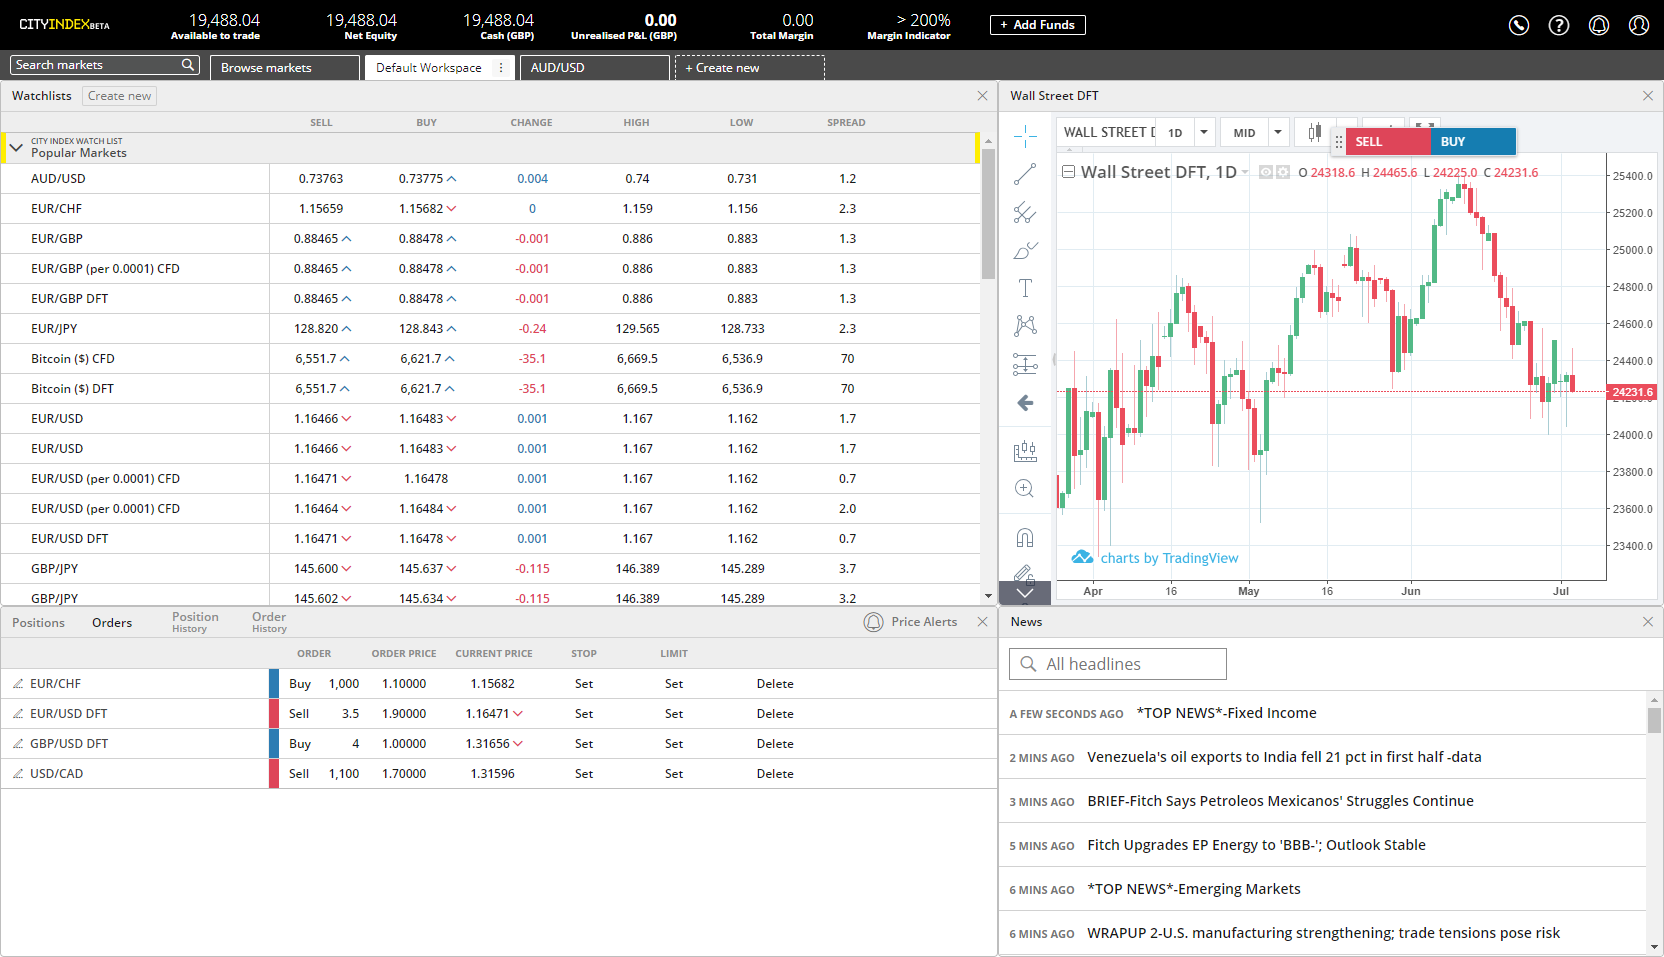 CITYINDEXBETA
19,488.04 19,488.04 19,488.04 0.00 0.00 > 200%
Available to trade Net Equity Cash (GBP) Unrealised P&L (GBP) Total Margin Margin Indicator
+ Add Funds
Search markets Browse markets Default Workspace AUD/USD + Create new
Watchlists Create new
SELL BUY CHANGE HIGH LOW SPREAD
CITY INDEX WATCH LIST
Popular Markets
AUD/USD 0.73763 0.73775 0.004 0.74 0.731 1.2
EUR/CHF 1.15659 1.15682 0 1.159 1.156 2.3
EUR/GBP 0.88465 0.88478 -0.001 0.886 0.883 1.3
EUR/GBP (per 0.0001) CFD 0.88465 0.88478 -0.001 0.886 0.883 1.3
EUR/GBP DFT 0.88465 0.88478 -0.001 0.886 0.883 1.3
EUR/JPY 128.820 128.843 -0.24 129.565 128.733 2.3
Bitcoin ($) CFD 6,551.7 6,621.7 -35.1 6,669.5 6,536.9 70
Bitcoin ($) DFT 6,551.7 6,621.7 -35.1 6,669.5 6,536.9 70
EUR/USD 1.16466 1.16483 0.001 1.167 1.162 1.7
EUR/USD 1.16466 1.16483 0.001 1.167 1.162 1.7
EUR/USD (per 0.0001) CFD 1.16471 1.16478 0.001 1.167 1.162 0.7
EUR/USD (per 0.0001) CFD 1.16464 1.16484 0.001 1.167 1.162 2.0
EUR/USD DFT 1.16471 1.16478 0.001 1.167 1.162 0.7
GBP/JPY 145.600 145.637 -0.115 146.389 145.289 3.7
GBP/JPY 145.602 145.634 -0.115 146.389 145.289 3.2
Wall Street DFT
WALL STREET D 1D MID
SELL BUY
Wall Street DFT, 1D O 24318.6 H 24465.6 L 24225.0 C 24231.6
25400.0
25200.0
25000.0
24800.0
24600.0
24400.0
24231.6
24000.0
23800.0
23600.0
23400.0
charts by TradingView
Apr 16 May 16 Jun Jul
Positions Orders Position History Order History Price Alerts
ORDER ORDER PRICE CURRENT PRICE STOP LIMIT
EUR/CHF Buy 1,000 1.10000 1.15682 Set Set Delete
EUR/USD DFT Sell 3.5 1.90000 1.16471 Set Set Delete
GBP/USD DFT Buy 4 1.00000 1.31656 Set Set Delete
USD/CAD Sell 1,100 1.70000 1.31596 Set Set Delete
News
All headlines
A FEW SECONDS AGO *TOP NEWS*-Fixed Income
2 MINS AGO Venezuela's oil exports to India fell 21 pct in first half -data
3 MINS AGO BRIEF-Fitch Says Petroleos Mexicanos' Struggles Continue
5 MINS AGO Fitch Upgrades EP Energy to 'BBB-'; Outlook Stable
6 MINS AGO *TOP NEWS*-Emerging Markets
6 MINS AGO WRAPUP 2-U.S. manufacturing strengthening; trade tensions pose risk